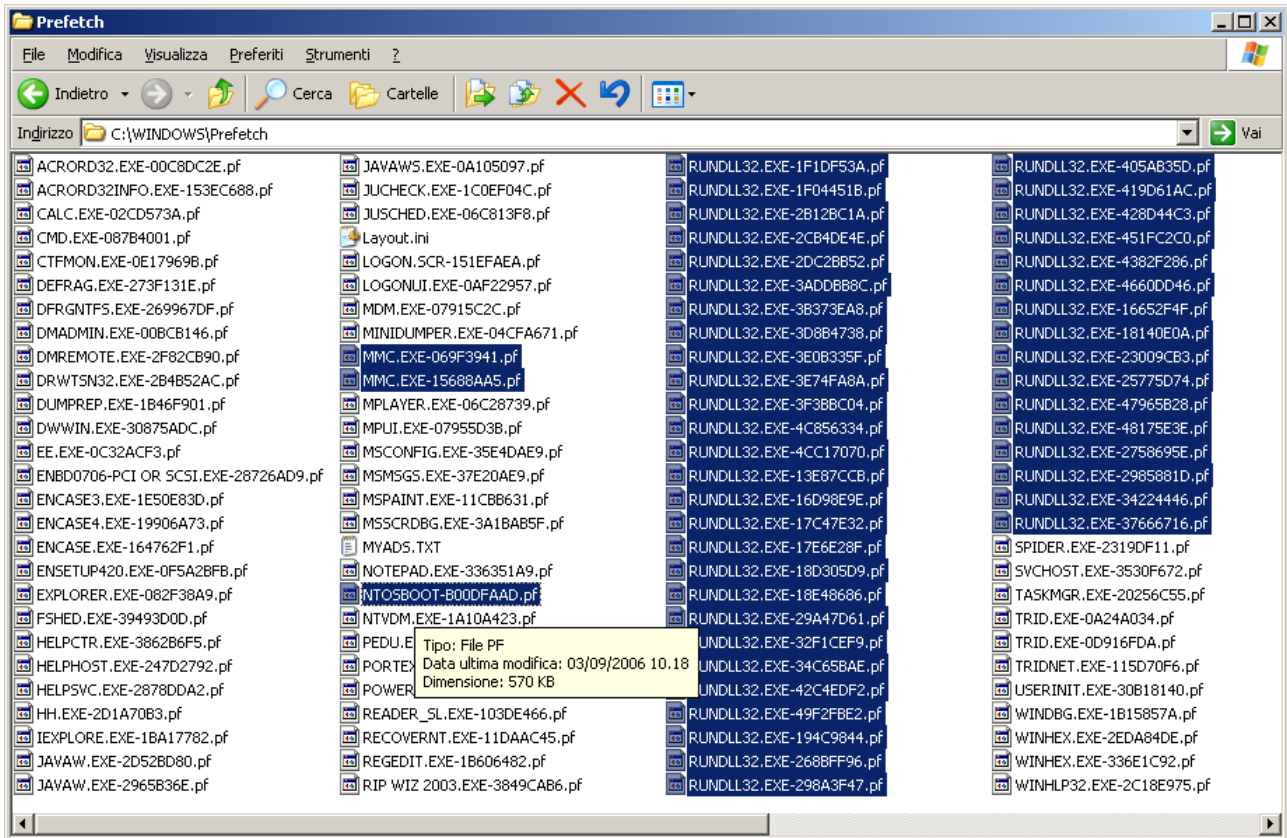 Prefetch
File Modifica Visualizza Preferiti Strumenti ?
Indietro Cerca Cartelle
Indirizzo C:\WINDOWS\Prefetch Vai
ACRORD32.EXE-00C8DC2E.pf
ACRORD32INFO.EXE-153EC688.pf
CALC.EXE-02CD573A.pf
CMD.EXE-087B4001.pf
CTFMON.EXE-0E17969B.pf
DEFRAG.EXE-273F131E.pf
DFRGNTFS.EXE-269967DF.pf
DMADMIN.EXE-00BCB146.pf
DMREMOTE.EXE-2F82CB90.pf
DRWTSN32.EXE-2B4B52AC.pf
DUMPREP.EXE-1B46F901.pf
DWWIN.EXE-30875ADC.pf
EE.EXE-0C32ACF3.pf
ENBD0706-PCI OR SCSI.EXE-28726AD9.pf
ENCASE3.EXE-1E50E83D.pf
ENCASE4.EXE-19906A73.pf
ENCASE.EXE-164762F1.pf
ENSETUP420.EXE-0F5A2BFB.pf
EXPLORER.EXE-082F38A9.pf
FSHED.EXE-39493D0D.pf
HELPCTR.EXE-3862B6F5.pf
HELPHOST.EXE-247D2792.pf
HELPSVC.EXE-2878DDA2.pf
HH.EXE-2D1A70B3.pf
IEXPLORE.EXE-1BA17782.pf
JAVAW.EXE-2D52BD80.pf
JAVAW.EXE-2965B36E.pf
JAVAWS.EXE-0A105097.pf
JUCHECK.EXE-1C0EF04C.pf
JUSCHED.EXE-06C813F8.pf
Layout.ini
LOGON.SCR-151EFAEA.pf
LOGONUI.EXE-0AF22957.pf
MDM.EXE-07915C2C.pf
MINIDUMPER.EXE-04CFA671.pf
MMC.EXE-069F3941.pf
MMC.EXE-15688AA5.pf
MPLAYER.EXE-06C28739.pf
MPUI.EXE-07955D3B.pf
MSCONFIG.EXE-35E4DAE9.pf
MSMSGS.EXE-37E20AE9.pf
MSPAINT.EXE-11CBB631.pf
MSSCRDBG.EXE-3A1BAB5F.pf
MYADS.TXT
NOTEPAD.EXE-336351A9.pf
NTOSBOOT-B00DFAAD.pf
NTVDM.EXE-1A10A423.pf
PEDU.E
PORTEX
POWER
READER_SL.EXE-103DE466.pf
RECOVERNT.EXE-11DAAC45.pf
REGEDIT.EXE-1B606482.pf
RIP WIZ 2003.EXE-3849CAB6.pf
Tipo: File PF
Data ultima modifica: 03/09/2006 10.18
Dimensione: 570 KB
RUNDLL32.EXE-1F1DF53A.pf
RUNDLL32.EXE-1F04451B.pf
RUNDLL32.EXE-2B12BC1A.pf
RUNDLL32.EXE-2CB4DE4E.pf
RUNDLL32.EXE-2DC2BB52.pf
RUNDLL32.EXE-3ADDBB8C.pf
RUNDLL32.EXE-3B373EA8.pf
RUNDLL32.EXE-3D8B4738.pf
RUNDLL32.EXE-3E0B335F.pf
RUNDLL32.EXE-3E74FA8A.pf
RUNDLL32.EXE-3F3BBC04.pf
RUNDLL32.EXE-4C856334.pf
RUNDLL32.EXE-4CC17070.pf
RUNDLL32.EXE-13E87CCB.pf
RUNDLL32.EXE-16D98E9E.pf
RUNDLL32.EXE-17C47E32.pf
RUNDLL32.EXE-17E6E28F.pf
RUNDLL32.EXE-18D305D9.pf
RUNDLL32.EXE-18E48686.pf
RUNDLL32.EXE-29A47D61.pf
RUNDLL32.EXE-32F1CEF9.pf
RUNDLL32.EXE-34C65BAE.pf
RUNDLL32.EXE-42C4EDF2.pf
RUNDLL32.EXE-49F2FBE2.pf
RUNDLL32.EXE-194C9844.pf
RUNDLL32.EXE-268BFF96.pf
RUNDLL32.EXE-298A3F47.pf
RUNDLL32.EXE-405AB35D.pf
RUNDLL32.EXE-419D61AC.pf
RUNDLL32.EXE-428D44C3.pf
RUNDLL32.EXE-451FC2C0.pf
RUNDLL32.EXE-4382F286.pf
RUNDLL32.EXE-4660DD46.pf
RUNDLL32.EXE-16652F4F.pf
RUNDLL32.EXE-18140E0A.pf
RUNDLL32.EXE-23009CB3.pf
RUNDLL32.EXE-25775D74.pf
RUNDLL32.EXE-47965B28.pf
RUNDLL32.EXE-48175E3E.pf
RUNDLL32.EXE-2758695E.pf
RUNDLL32.EXE-2985881D.pf
RUNDLL32.EXE-34224446.pf
RUNDLL32.EXE-37666716.pf
SPIDER.EXE-2319DF11.pf
SVCHOST.EXE-3530F672.pf
TASKMGR.EXE-20256C55.pf
TRID.EXE-0A24A034.pf
TRID.EXE-0D916FDA.pf
TRIDNET.EXE-115D70F6.pf
USERINIT.EXE-30B18140.pf
WINDBG.EXE-1B15857A.pf
WINHEX.EXE-2EDA84DE.pf
WINHEX.EXE-336E1C92.pf
WINHLP32.EXE-2C18E975.pf